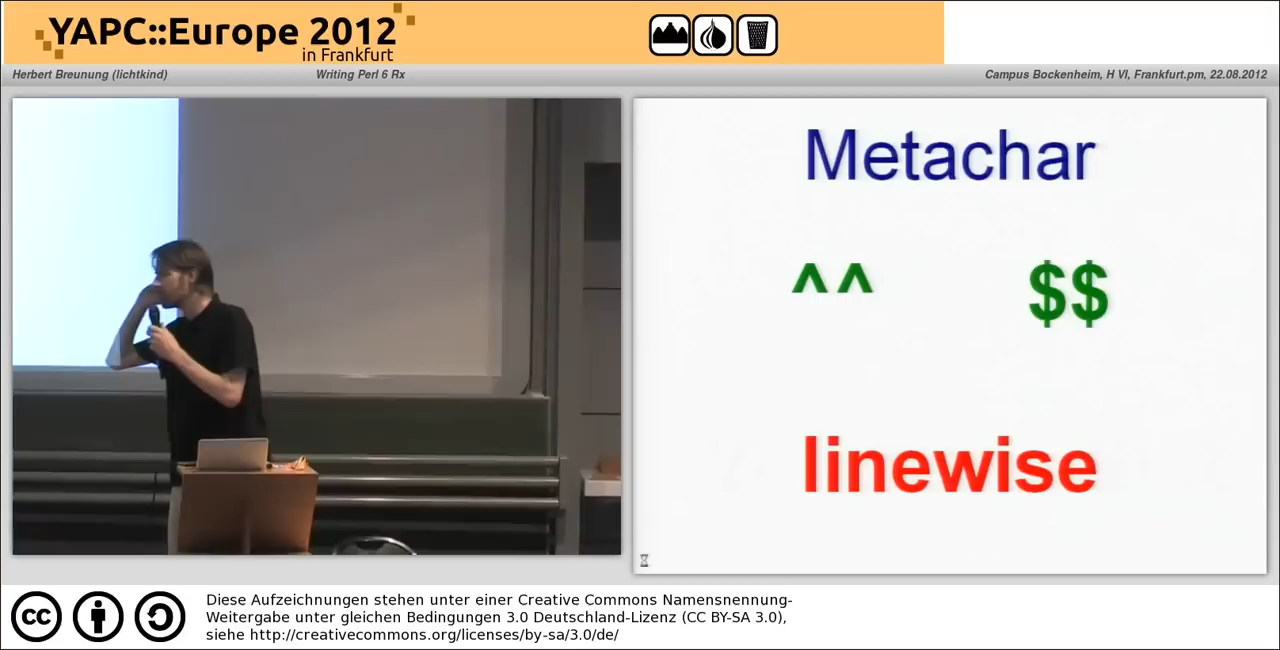 YAPC::Europe 2012
in Frankfurt
Herbert Breunung (lichtkind)
Writing Perl 6 Rx
Campus Bockenheim, H VI, Frankfurt.pm, 22.08.2012
Metachar
^^ $$
linewise
cc
Diese Aufzeichnungen stehen unter einer Creative Commons Namensnennung-
Weitergabe unter gleichen Bedingungen 3.0 Deutschland-Lizenz (CC BY-SA 3.0),
siehe http://creativecommons.org/licenses/by-sa/3.0/de/